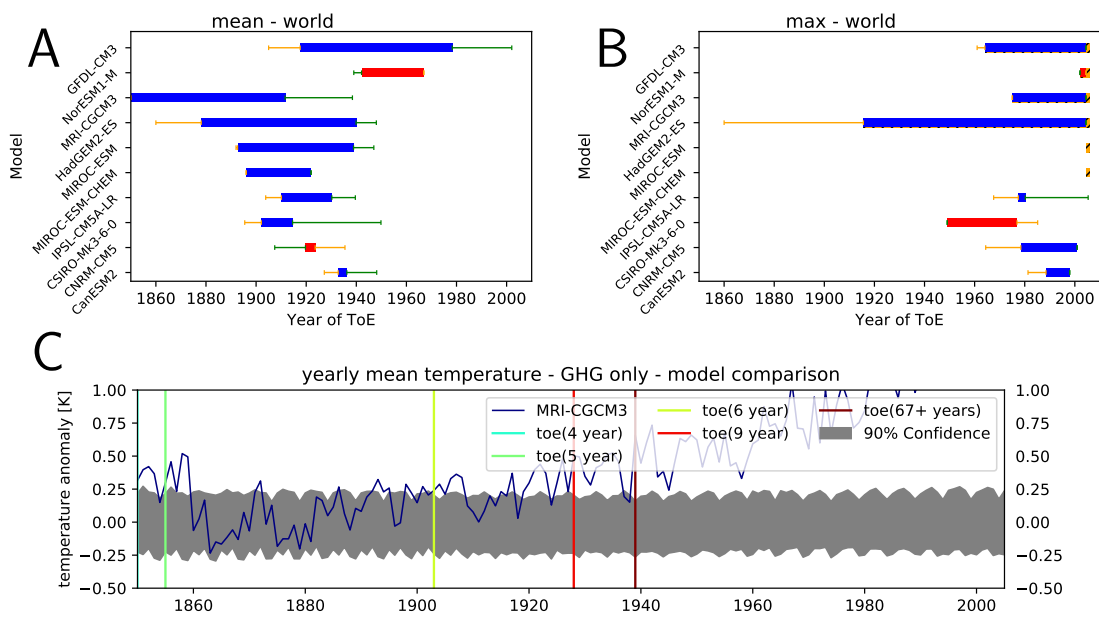 A
mean - world
Model
GFDL-CM3
NorESM1-M
MRI-CGCM3
HadGEM2-ES
MIROC-ESM
MIROC-ESM-CHEM
IPSL-CM5A-LR
CSIRO-Mk3-6-0
CNRM-CM5
CanESM2
1860 1880 1900 1920 1940 1960 1980 2000
Year of ToE
B
max - world
Model
GFDL-CM3
NorESM1-M
MRI-CGCM3
HadGEM2-ES
MIROC-ESM
MIROC-ESM-CHEM
IPSL-CM5A-LR
CSIRO-Mk3-6-0
CNRM-CM5
CanESM2
1860 1880 1900 1920 1940 1960 1980 2000
Year of ToE
C
yearly mean temperature - GHG only - model comparison
temperature anomaly [K]
1.00
0.75
0.50
0.25
0.00
−0.25
−0.50
MRI-CGCM3
toe(4 year)
toe(5 year)
toe(6 year)
toe(9 year)
toe(67+ years)
90% Confidence
1.00
0.75
0.50
0.25
0.00
−0.25
−0.50
1860 1880 1900 1920 1940 1960 1980 2000